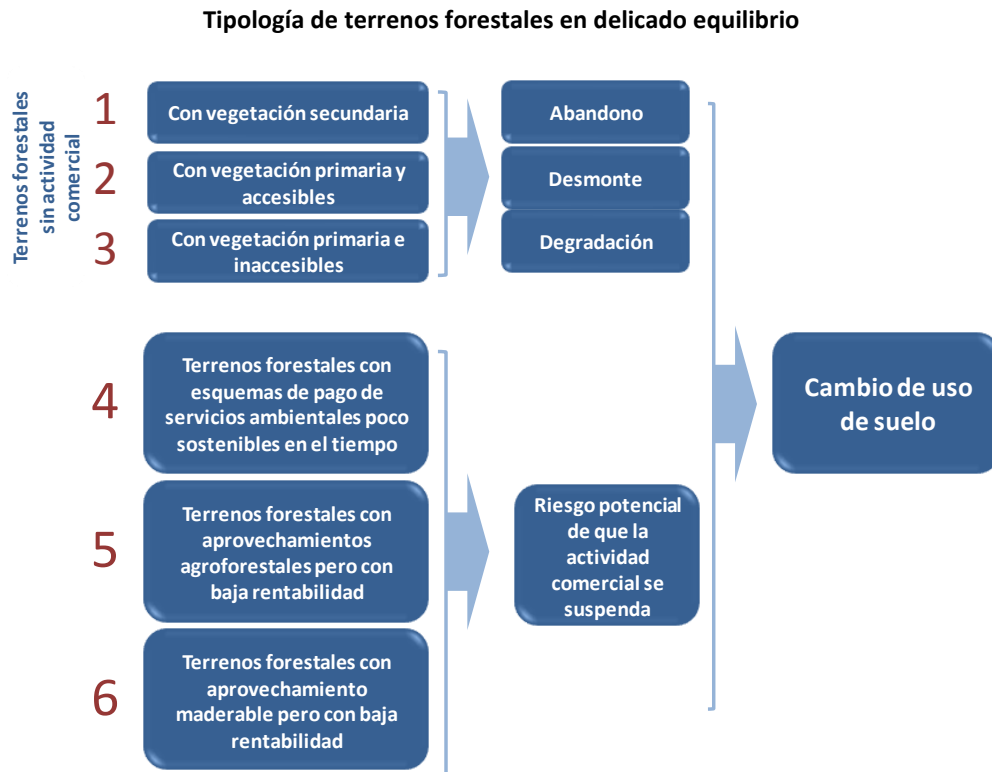 Tipología de terrenos forestales en delicado equilibrio
Terrenos forestales
sin actividad
comercial
1
Con vegetación secundaria
2
Con vegetación primaria y
accesibles
3
Con vegetación primaria e
inaccesibles
Abandono
Desmonte
Degradación
4
Terrenos forestales con
esquemas de pago de
servicios ambientales poco
sostenibles en el tiempo
5
Terrenos forestales con
aprovechamientos
agroforestales pero con
baja rentabilidad
6
Terrenos forestales con
aprovechamiento
maderable pero con baja
rentabilidad
Riesgo potencial
de que la
actividad
comercial se
suspenda
Cambio de uso
de suelo